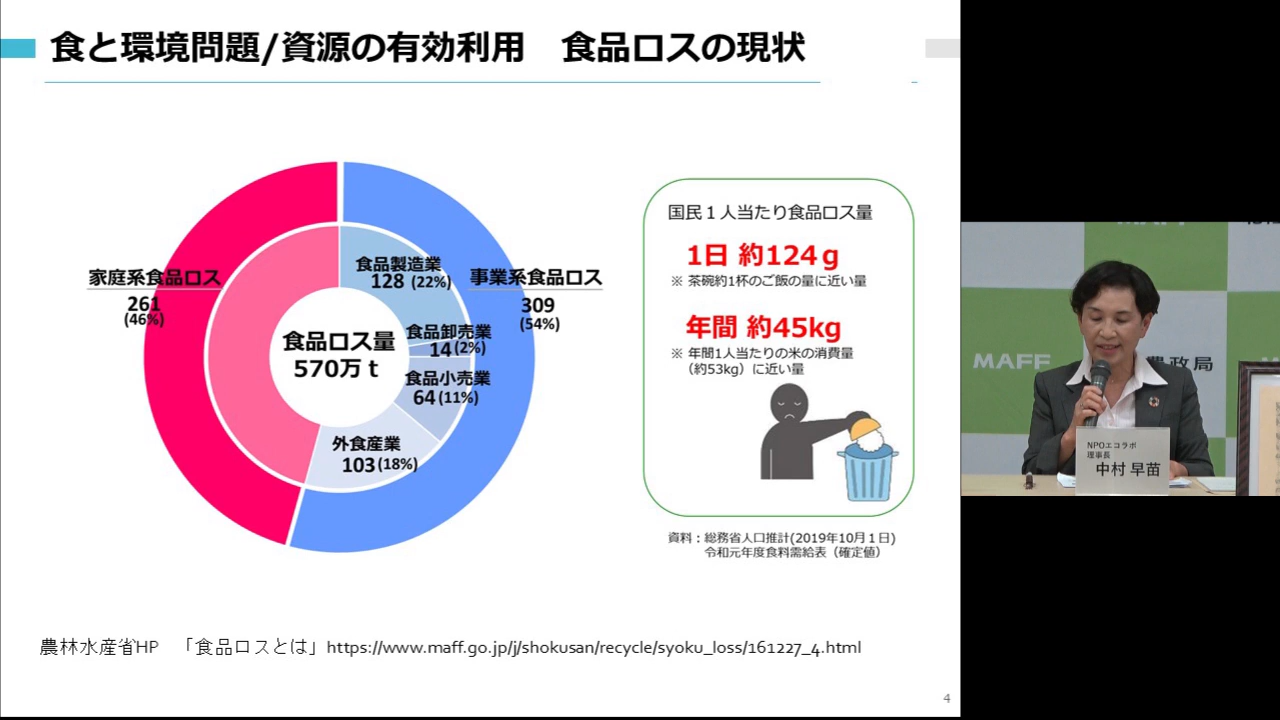 食と環境問題/資源の有効利用　食品ロスの現状
家庭系食品ロス
261
(46%)
食品製造業
128 (22%)
事業系食品ロス
309
(54%)
食品卸売業
14(2%)
食品ロス量
570万ｔ
食品小売業
64(11%)
外食産業
103(18%)
国民１人当たり食品ロス量
1日 約124ｇ
※ 茶碗約1杯のご飯の量に近い量
年間 約45kg
※ 年間1人当たりの米の消費量
（約53kg）に近い量
資料：総務省人口推計(2019年10月１日)
令和元年度食料需給表（確定値）
農林水産省HP　「食品ロスとは」https://www.maff.go.jp/j/shokusan/recycle/syoku_loss/161227_4.html
4
MAFF
農政局
NPOエコラボ
理事長
中村 早苗